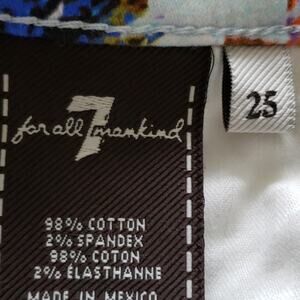 7
for all mankind
25
98% COTTON
2% SPANDEX
98% COTON
2% ÉLASTHANNE
MADE IN MEXICO